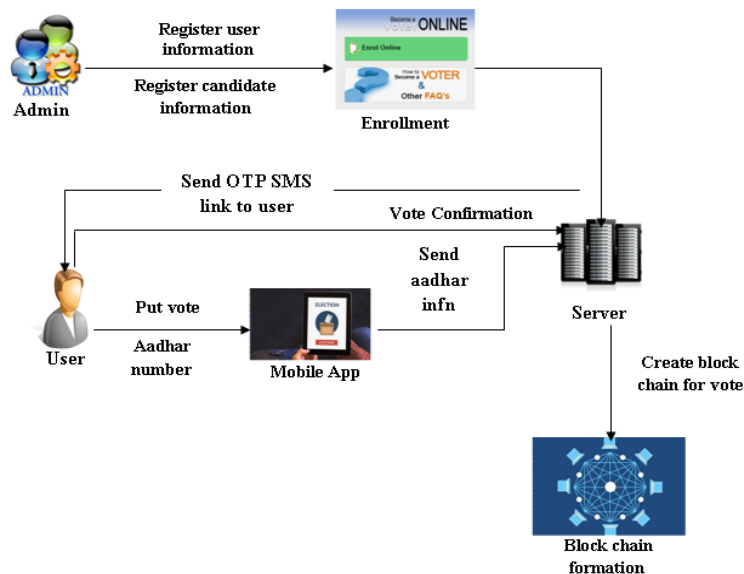 Register user
information
Register candidate
information
ADMIN
Admin
Become a
Voter ONLINE
Enrol Online
How to
Become a VOTER
&
Other FAQ's
Enrollment
Send OTP SMS
link to user
Vote Confirmation
Send
aadhar
infn
Server
Put vote
Aadhar
number
User
ELECTION
Mobile App
Create block
chain for vote
Block chain
formation